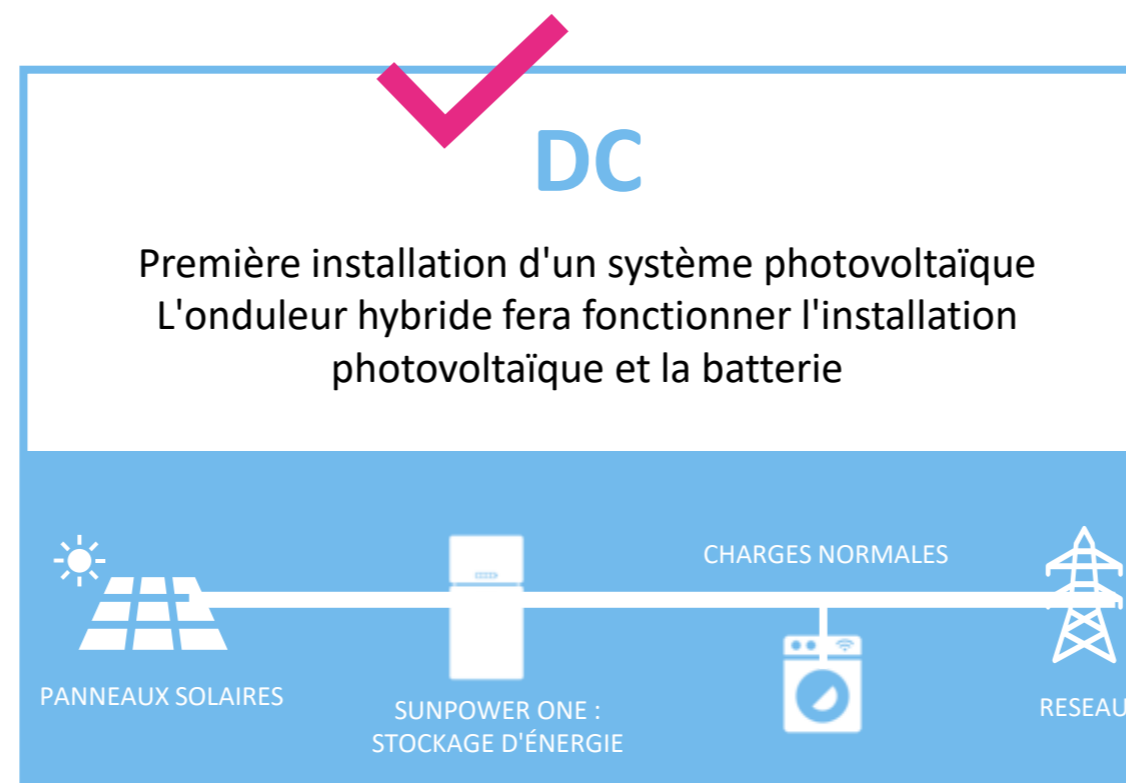 DC
Première installation d'un système photovoltaïque
L'onduleur hybride fera fonctionner l'installation
photovoltaïque et la batterie
CHARGES NORMALES
PANNEAUX SOLAIRES
SUNPOWER ONE :
STOCKAGE D'ÉNERGIE
RESEAU